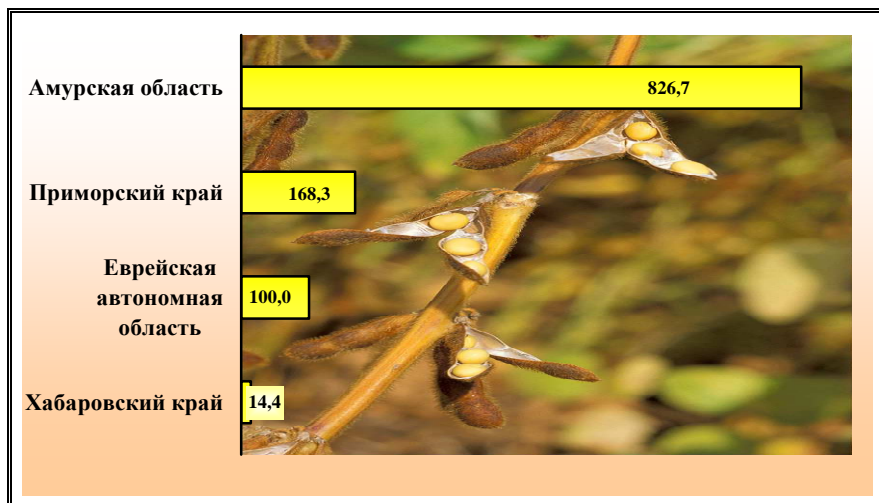 Амурская область
826,7
Приморский край
168,3
Еврейская
автономная
область
100,0
Хабаровский край
14,4